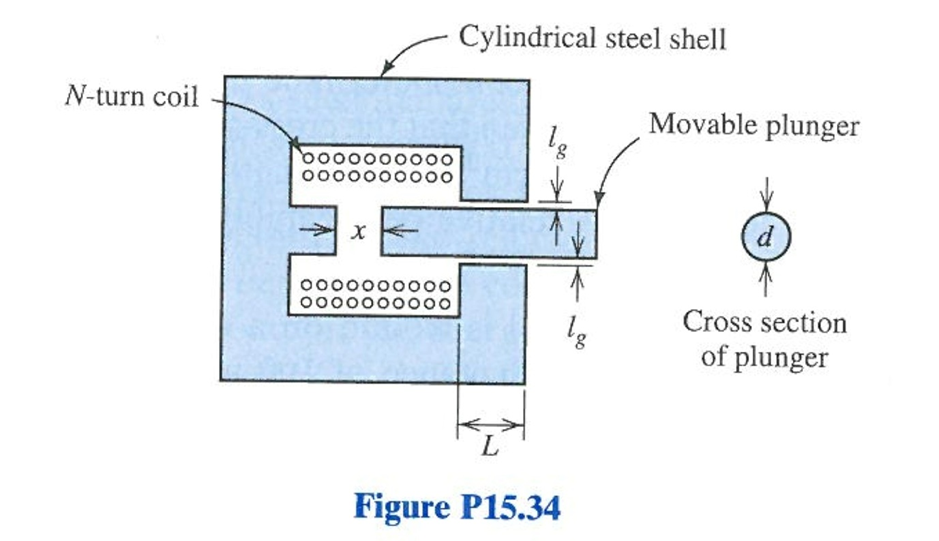 Cylindrical steel shell
N-turn coil
l_g
Movable plunger
x
d
l_g
Cross section
of plunger
L
Figure P15.34